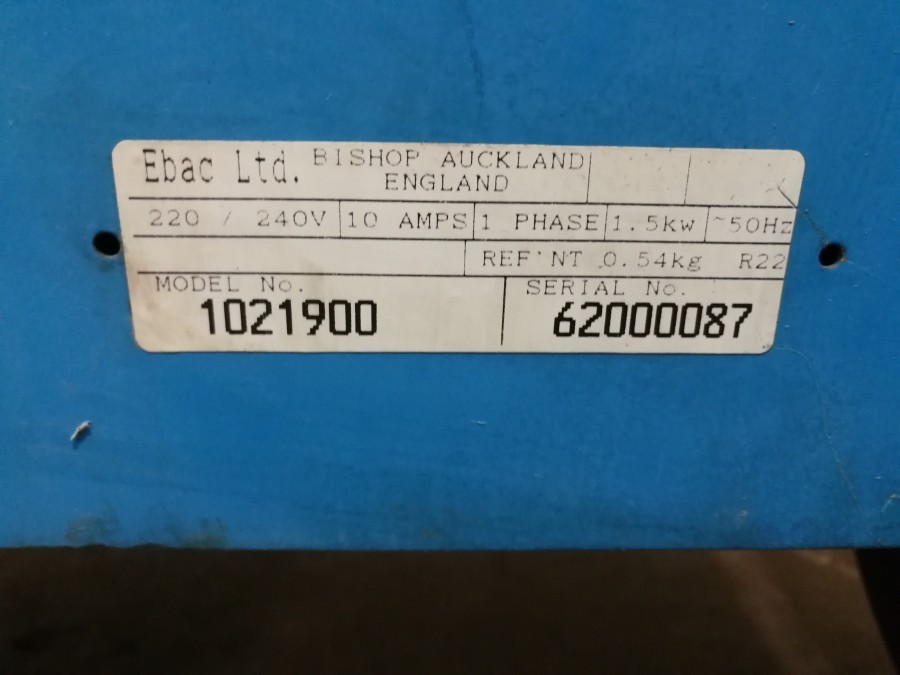 Ebac Ltd. BISHOP AUCKLAND
ENGLAND
220 / 240V 10 AMPS 1 PHASE 1.5kw ~50Hz
REF'NT 0.54kg R22
MODEL No. SERIAL No.
1021900 62000087